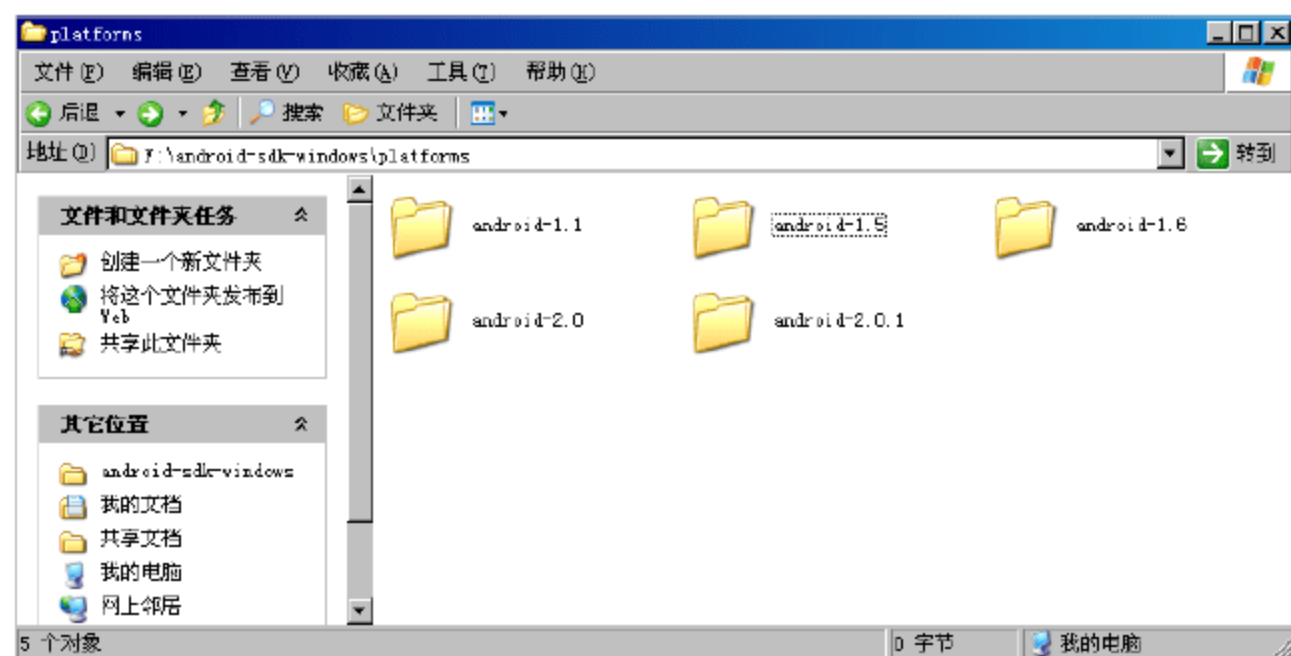 platforms
文件(F) 编辑(E) 查看(V) 收藏(A) 工具(T) 帮助(H)
后退 搜索 文件夹
地址(D) F:\android-sdk-windows\platforms 转到
文件和文件夹任务
创建一个新文件夹
将这个文件夹发布到
Web
共享此文件夹
其它位置
android-sdk-windows
我的文档
共享文档
我的电脑
网上邻居
android-1.1 android-1.5 android-1.6
android-2.0 android-2.0.1
5 个对象 0 字节 我的电脑